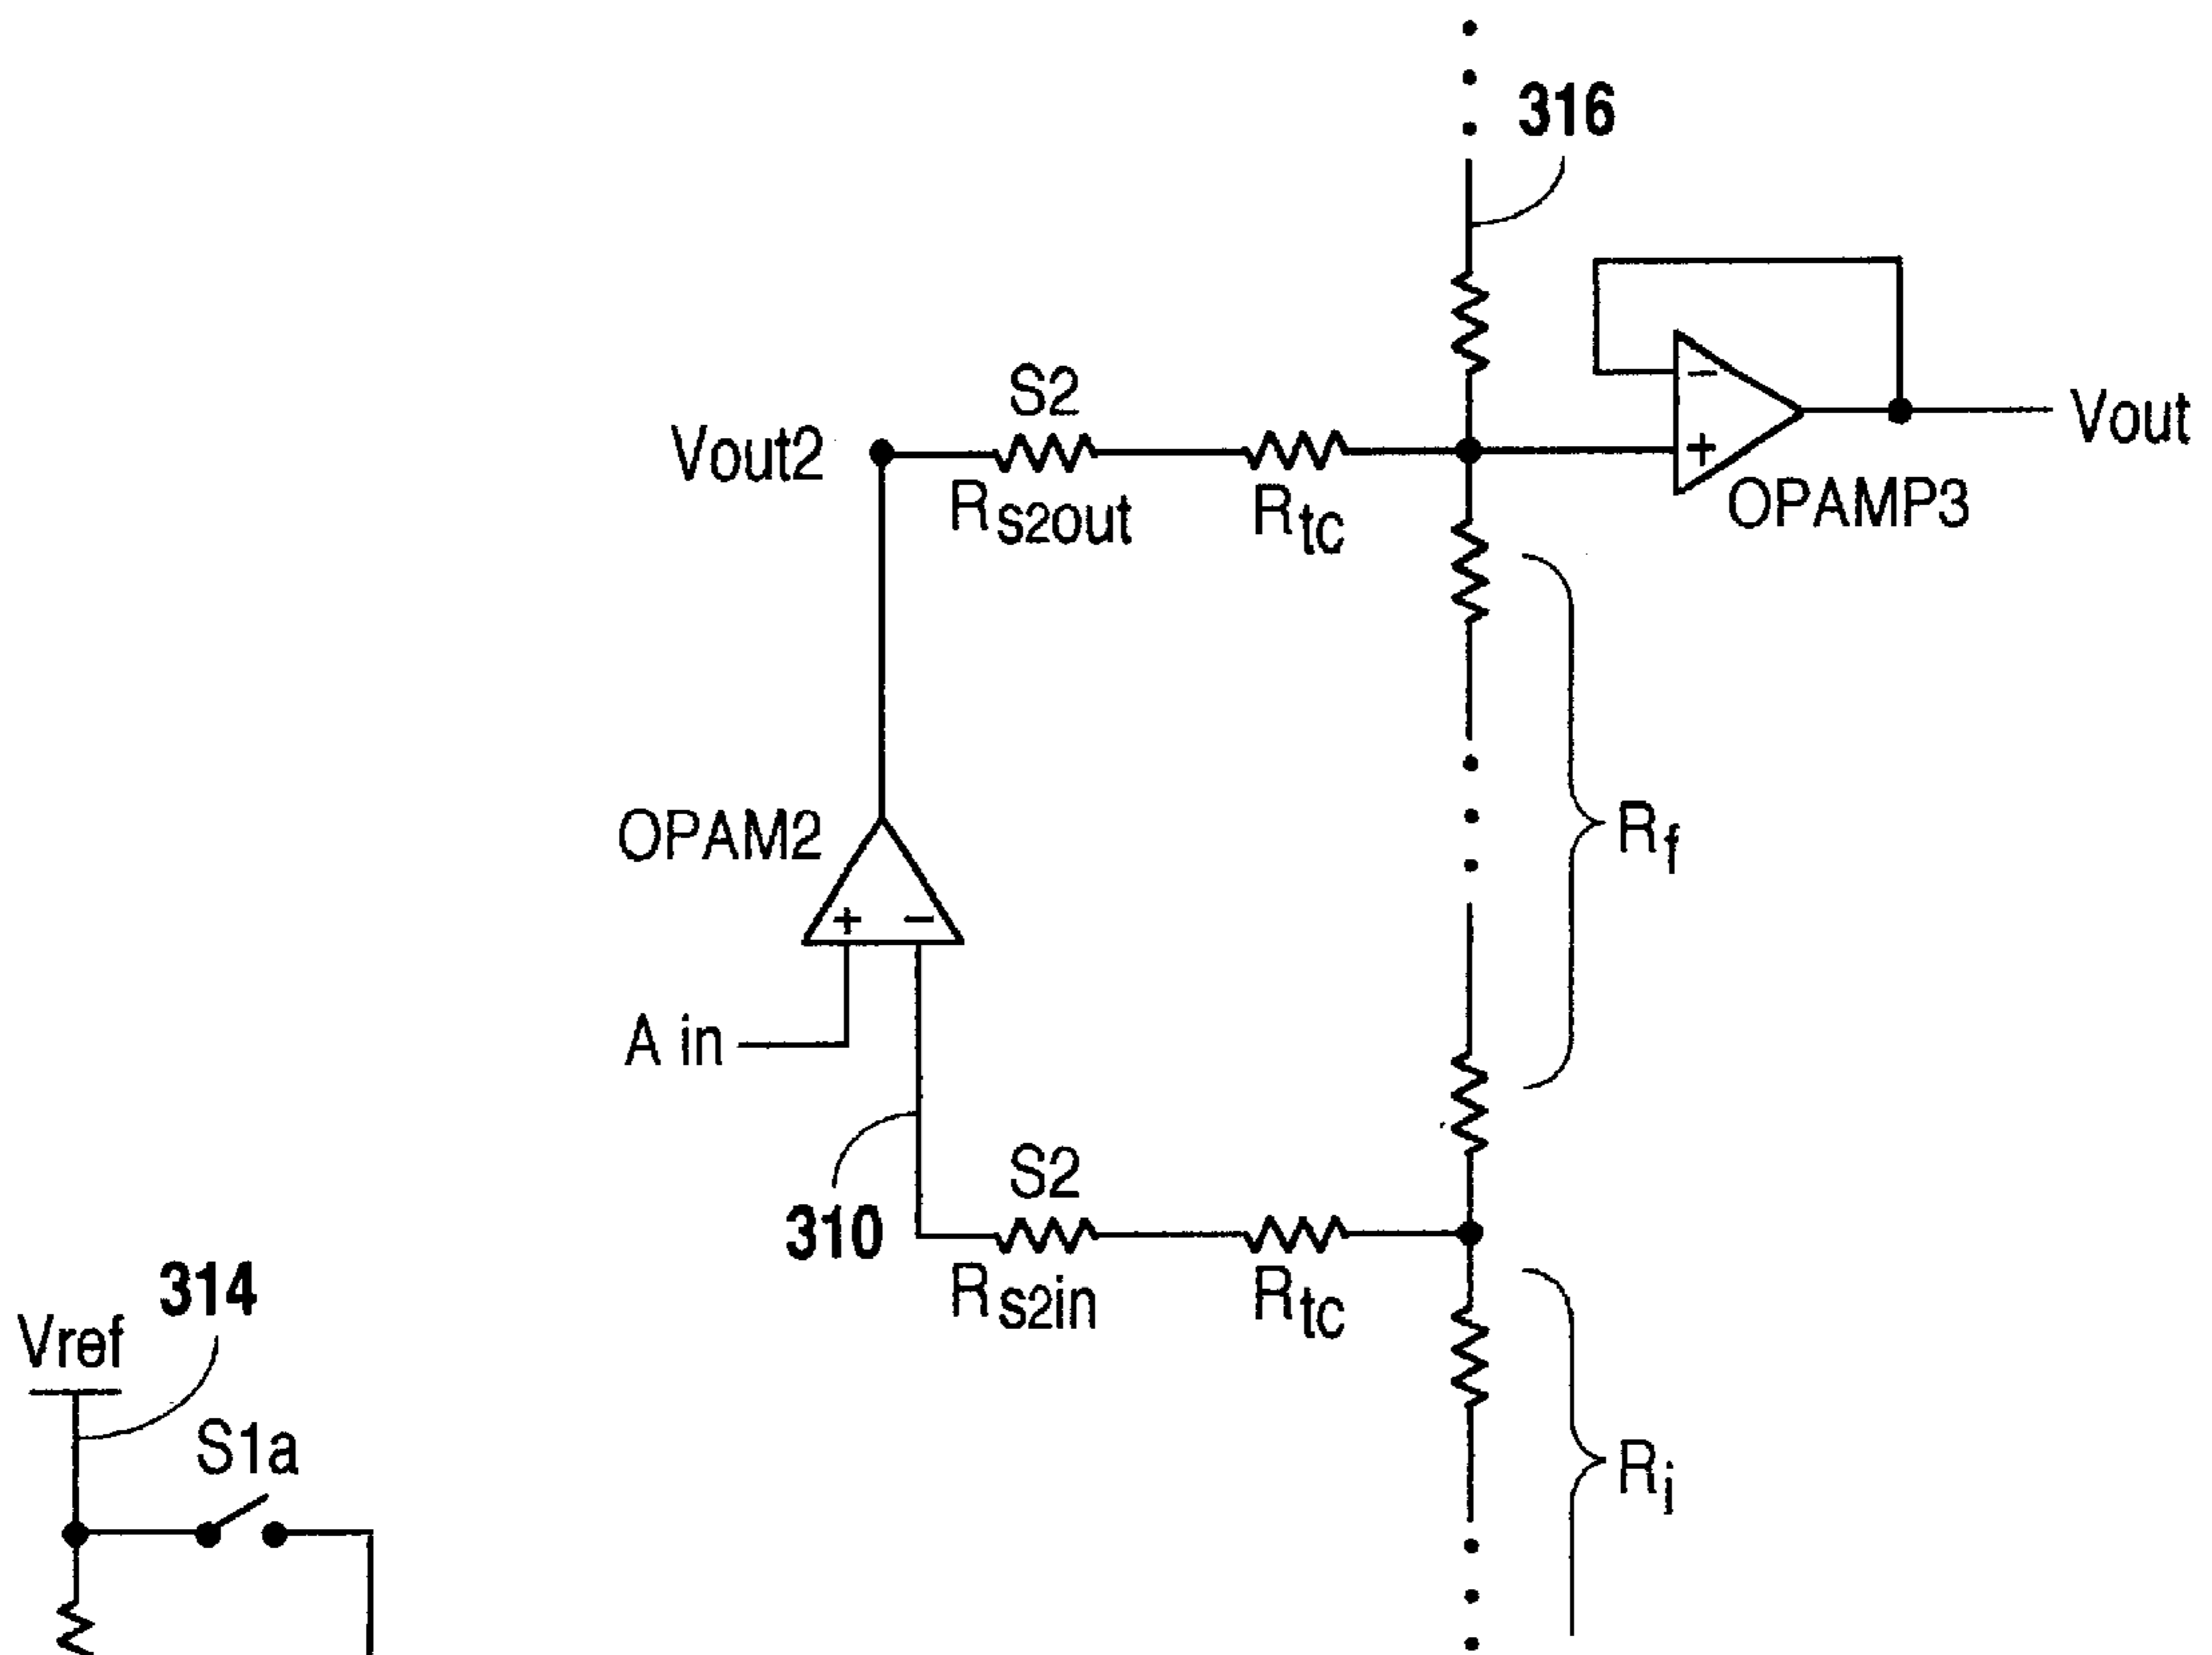 316
S2
Vout2
Rs2out
Rtc
−
+
OPAMP3
Vout
OPAM2
+ −
Rf
A in
310
S2
Rs2in
Rtc
314
Vref
S1a
Ri